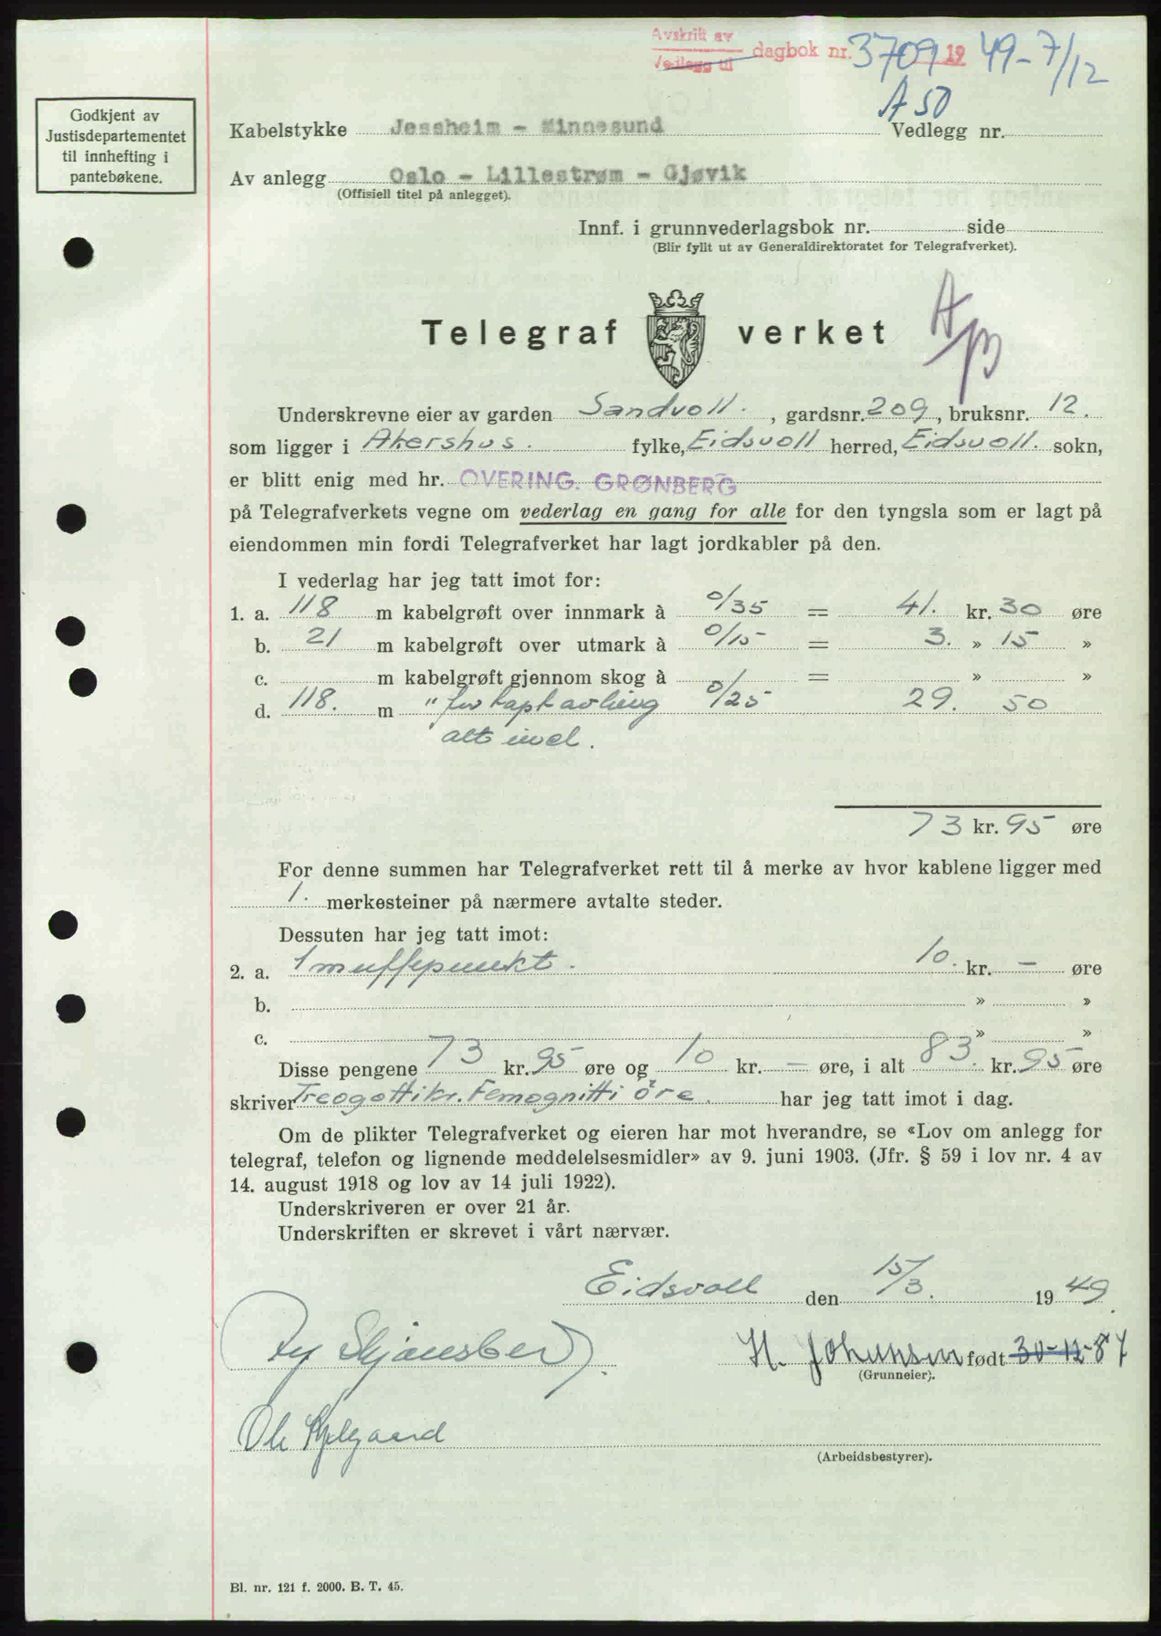 Avskrift av
Vedlegg til dagbok nr. 3709 19 49-7/12
A 50
Godkjent av
Justisdepartementet
til innhefting i
pantebøkene.
Kabelstykke Jessheim - Minnesund Vedlegg nr.
Av anlegg Oslo - Lillestrøm - Gjøvik
(Offisiell titel på anlegget).
Innf. i grunnvederlagsbok nr. side
(Blir fyllt ut av Generaldirektoratet for Telegrafverket).
Telegraf verket
Underskrevne eier av garden Sandvoll. , gardsnr. 209, bruksnr. 12.
som ligger i Akershus. fylke, Eidsvoll herred, Eidsvoll. sokn,
er blitt enig med hr. OVERING. GRØNBERG
på Telegrafverkets vegne om vederlag en gang for alle for den tyngsla som er lagt på
eiendommen min fordi Telegrafverket har lagt jordkabler på den.
I vederlag har jeg tatt imot for:
1. a. 118 m kabelgrøft over innmark à 0/35 = 41. kr. 30 øre
b. 21 m kabelgrøft over utmark à 0/15 = 3. » 15 »
c. m kabelgrøft gjennom skog à = » »
d. 118. m " for tapt avling 0/25 29. 50
alt incl.
73 kr. 95 øre
For denne summen har Telegrafverket rett til å merke av hvor kablene ligger med
1. merkesteiner på nærmere avtalte steder.
Dessuten har jeg tatt imot:
2. a. 1 muffepunkt. 10. kr. - øre
b. » »
c. » »
Disse pengene 73 kr. 95 øre og 10 kr. - øre, i alt 83. kr. 95 øre
skriver Treogotti kr. Femognitti øre. har jeg tatt imot i dag.
Om de plikter Telegrafverket og eieren har mot hverandre, se «Lov om anlegg for
telegraf, telefon og lignende meddelelsesmidler» av 9. juni 1903. (Jfr. § 59 i lov nr. 4 av
14. august 1918 og lov av 14 juli 1922).
Underskriveren er over 21 år.
Underskriften er skrevet i vårt nærvær.
Eidsvoll den 15/3. 19 49.
H. Johansen født 30-12-87
(Grunneier).
Ole
(Arbeidsbestyrer).
Bl. nr. 121 f. 2000. B. T. 45.